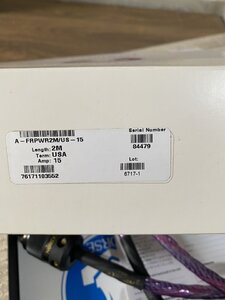 A-FRPWR2M/US-15
Length: 2M
Term: USA
Amp: 15
76171103552
Serial Number
84479
Lot:
6717-1